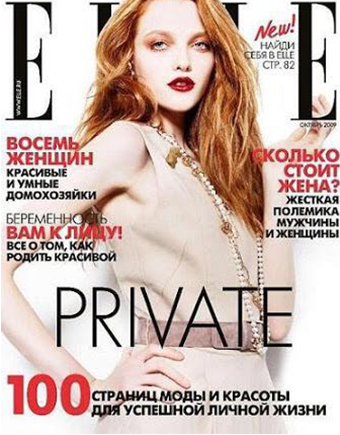 ELLE
WWW.ELLE.RU
New!
НАЙДИ
СЕБЯ В ELLE
СТР. 82
ОКТЯБРЬ 2009
ВОСЕМЬ
ЖЕНЩИН
КРАСИВЫЕ
И УМНЫЕ
ДОМОХОЗЯЙКИ
БЕРЕМЕННОСТЬ
ВАМ К ЛИЦУ!
ВСЕ О ТОМ, КАК
РОДИТЬ КРАСИВОЙ
СКОЛЬКО
СТОИТ
ЖЕНА?
ЖЕСТКАЯ
ПОЛЕМИКА
МУЖЧИНЫ
И ЖЕНЩИНЫ
PRIVATE
100 СТРАНИЦ МОДЫ И КРАСОТЫ
ДЛЯ УСПЕШНОЙ ЛИЧНОЙ ЖИЗНИ